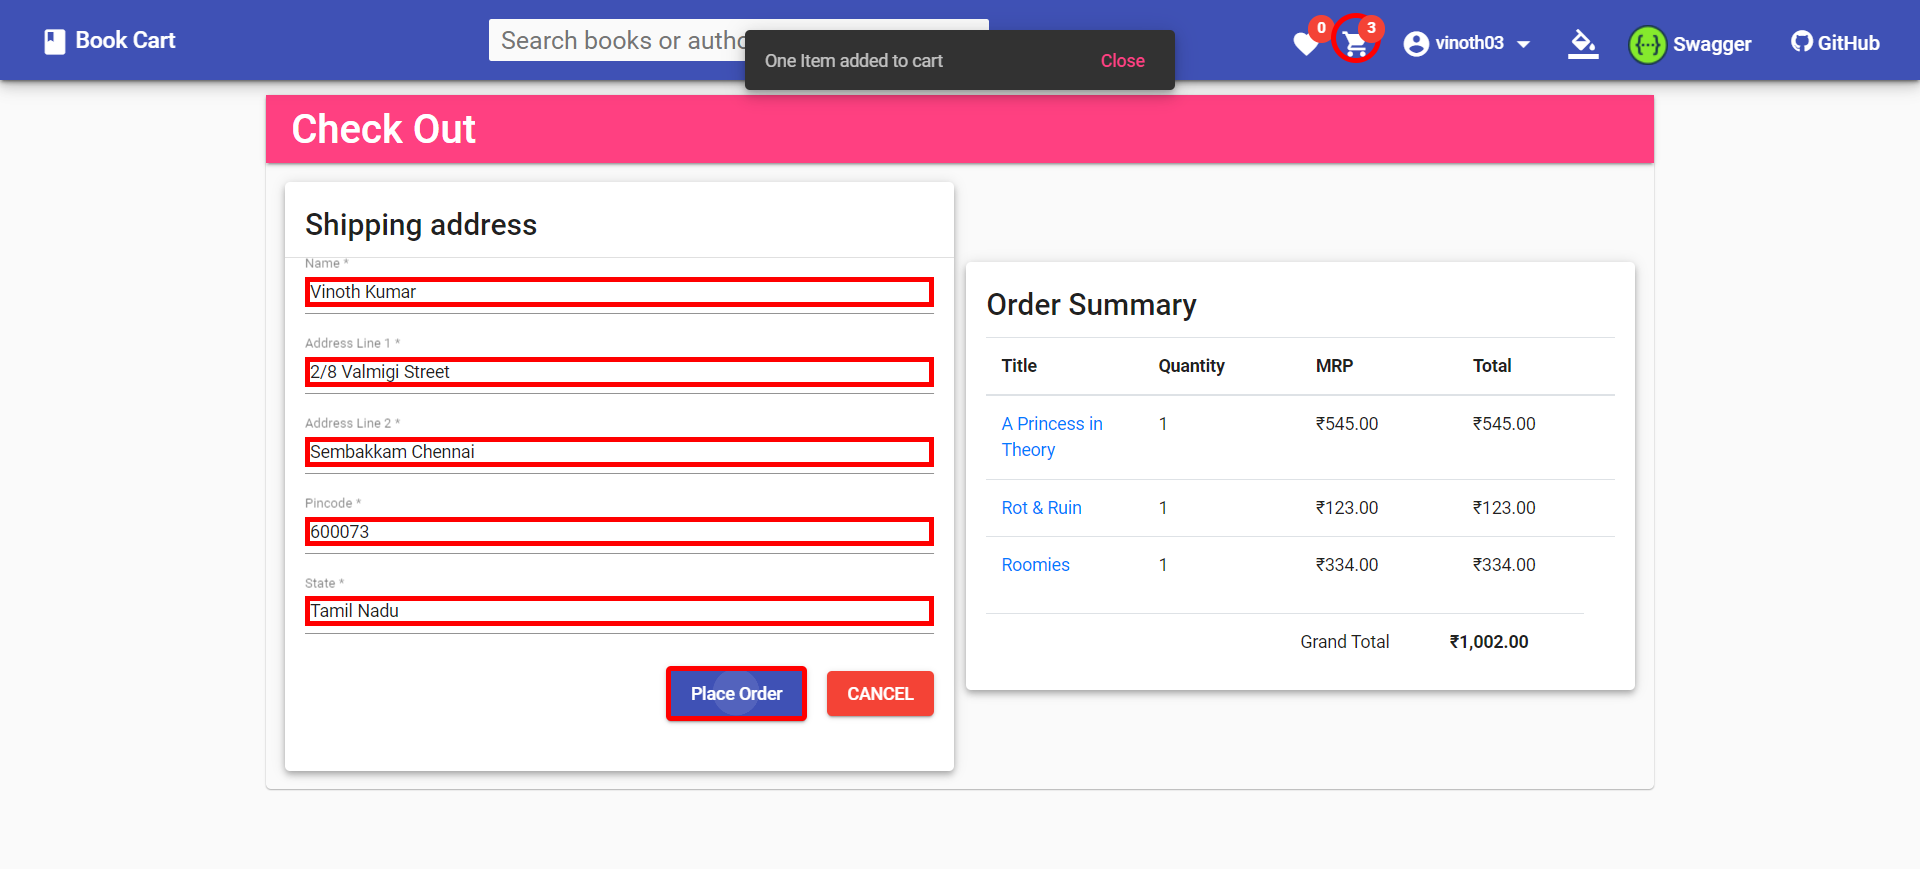 Book Cart
Search books or autho
One Item added to cart
Close
0
3
vinoth03
Swagger
GitHub
Check Out
Shipping address
Name *
Vinoth Kumar
Address Line 1 *
2/8 Valmigi Street
Address Line 2 *
Sembakkam Chennai
Pincode *
600073
State *
Tamil Nadu
Place Order
CANCEL
Order Summary
Title Quantity MRP Total
A Princess in
Theory
1 ₹545.00 ₹545.00
Rot & Ruin 1 ₹123.00 ₹123.00
Roomies 1 ₹334.00 ₹334.00
Grand Total ₹1,002.00